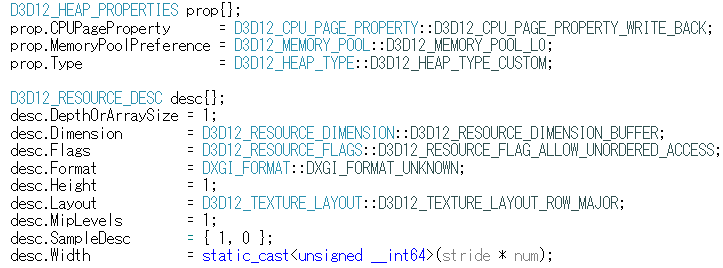 D3D12_HEAP_PROPERTIES prop{};
prop.CPUPageProperty = D3D12_CPU_PAGE_PROPERTY::D3D12_CPU_PAGE_PROPERTY_WRITE_BACK;
prop.MemoryPoolPreference = D3D12_MEMORY_POOL::D3D12_MEMORY_POOL_L0;
prop.Type = D3D12_HEAP_TYPE::D3D12_HEAP_TYPE_CUSTOM;
D3D12_RESOURCE_DESC desc{};
desc.DepthOrArraySize = 1;
desc.Dimension = D3D12_RESOURCE_DIMENSION::D3D12_RESOURCE_DIMENSION_BUFFER;
desc.Flags = D3D12_RESOURCE_FLAGS::D3D12_RESOURCE_FLAG_ALLOW_UNORDERED_ACCESS;
desc.Format = DXGI_FORMAT::DXGI_FORMAT_UNKNOWN;
desc.Height = 1;
desc.Layout = D3D12_TEXTURE_LAYOUT::D3D12_TEXTURE_LAYOUT_ROW_MAJOR;
desc.MipLevels = 1;
desc.SampleDesc = { 1, 0 };
desc.Width = static_cast<unsigned __int64>(stride * num);